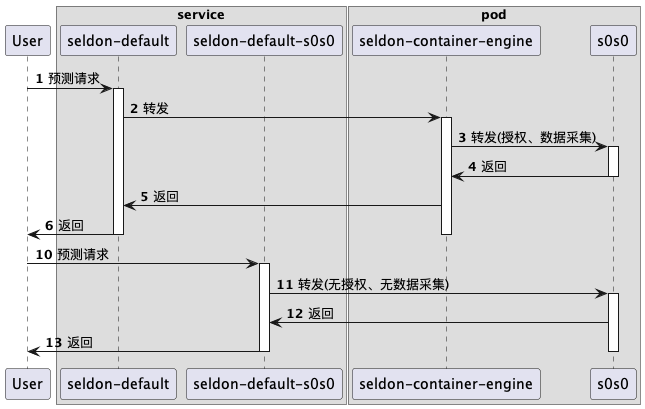 service
pod
User
seldon-default
seldon-default-s0s0
seldon-container-engine
s0s0
1 预测请求
2 转发
3 转发(授权、数据采集)
4 返回
5 返回
6 返回
10 预测请求
11 转发(无授权、无数据采集)
12 返回
13 返回
User
seldon-default
seldon-default-s0s0
seldon-container-engine
s0s0